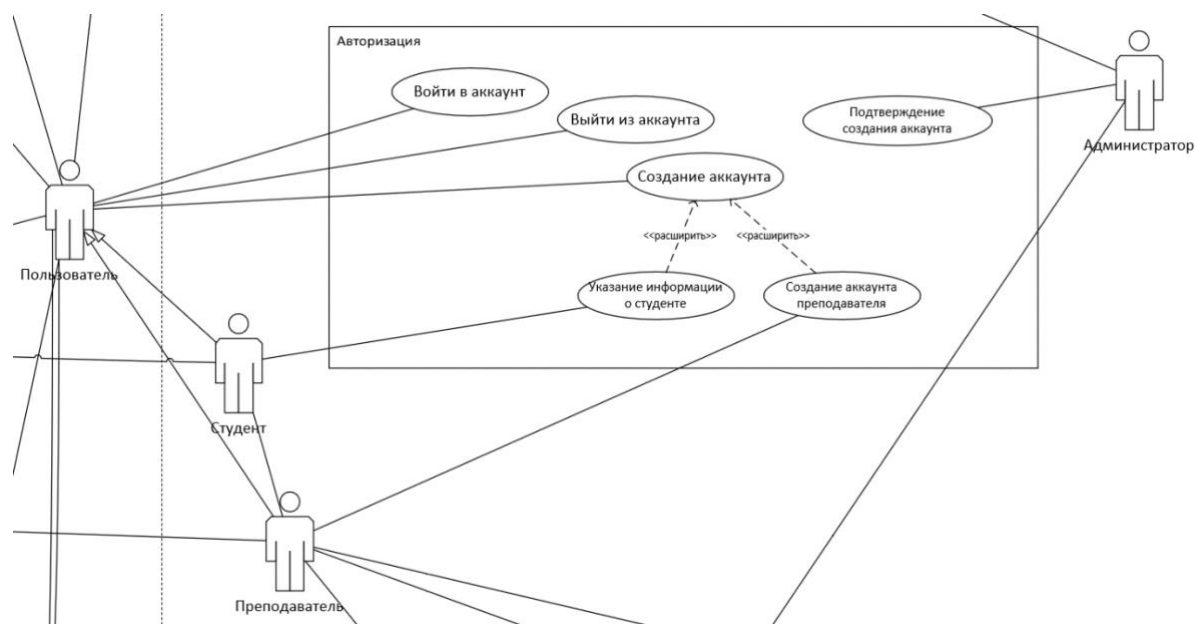 Авторизация
Войти в аккаунт
Выйти из аккаунта
Подтверждение
создания аккаунта
Администратор
Создание аккаунта
<<расширить>>
<<расширить>>
Пользователь
Указание информации
о студенте
Создание аккаунта
преподавателя
Студент
Преподаватель